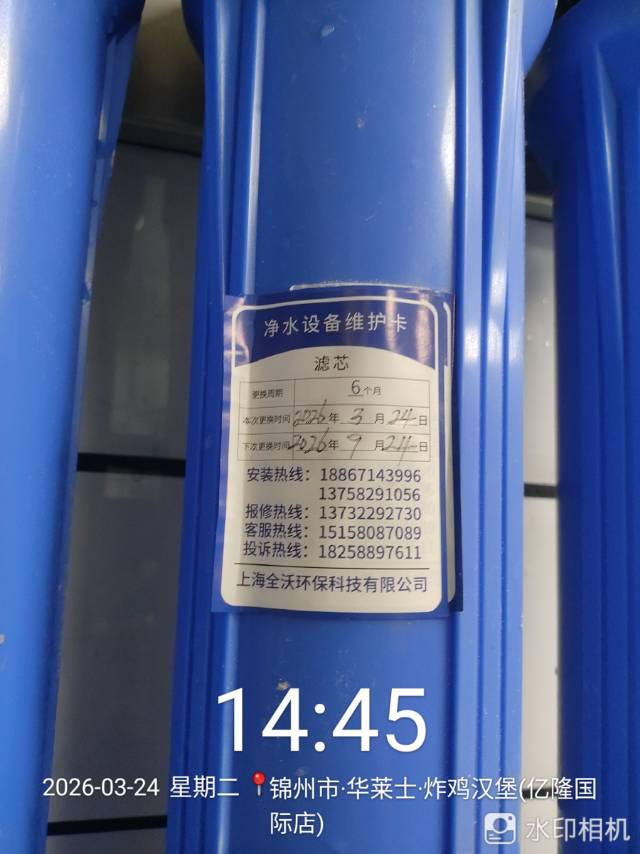 净水设备维护卡
滤芯
更换周期 6个月
本次更换时间 2026年3月24日
下次更换时间 2026年9月24日
安装热线：18867143996
13758291056
报修热线：13732292730
客服热线：15158087089
投诉热线：18258897611
上海全沃环保科技有限公司
14:45
2026-03-24 星期二 锦州市·华莱士·炸鸡汉堡(亿隆国
际店)
水印相机